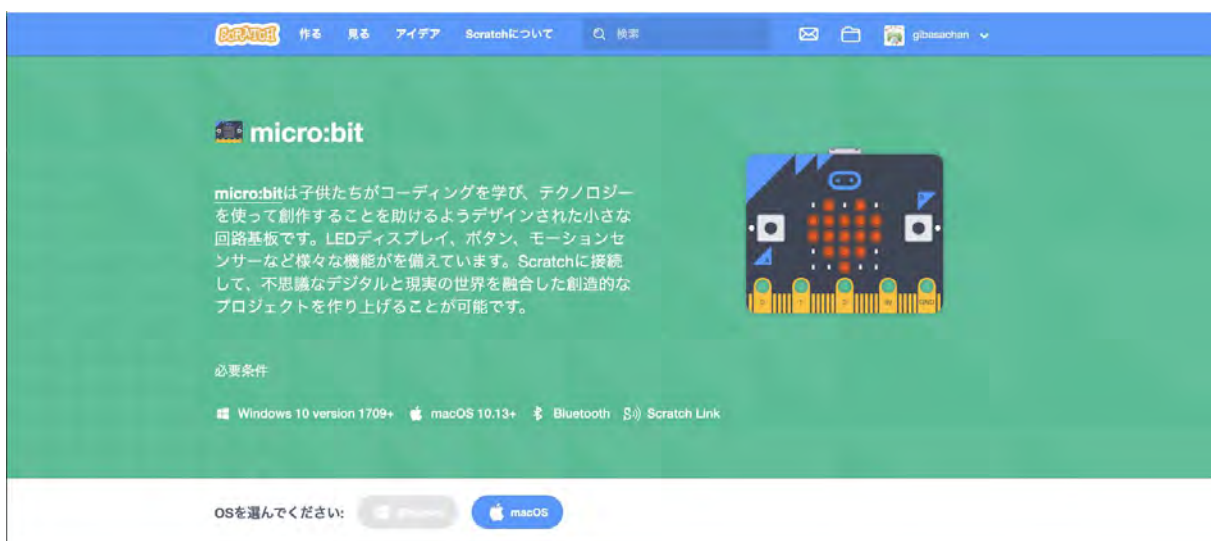 SCRATCH 作る 見る アイデア Scratchについて 検索 gibasachan
micro:bit
micro:bitは子供たちがコーディングを学び、テクノロジー
を使って創作することを助けるようデザインされた小さな
回路基板です。LEDディスプレイ、ボタン、モーションセ
ンサーなど様々な機能がを備えています。Scratchに接続
して、不思議なデジタルと現実の世界を融合した創造的な
プロジェクトを作り上げることが可能です。
0 1 2 3V GND
必要条件
Windows 10 version 1709+ macOS 10.13+ Bluetooth Scratch Link
OSを選んでください: macOS